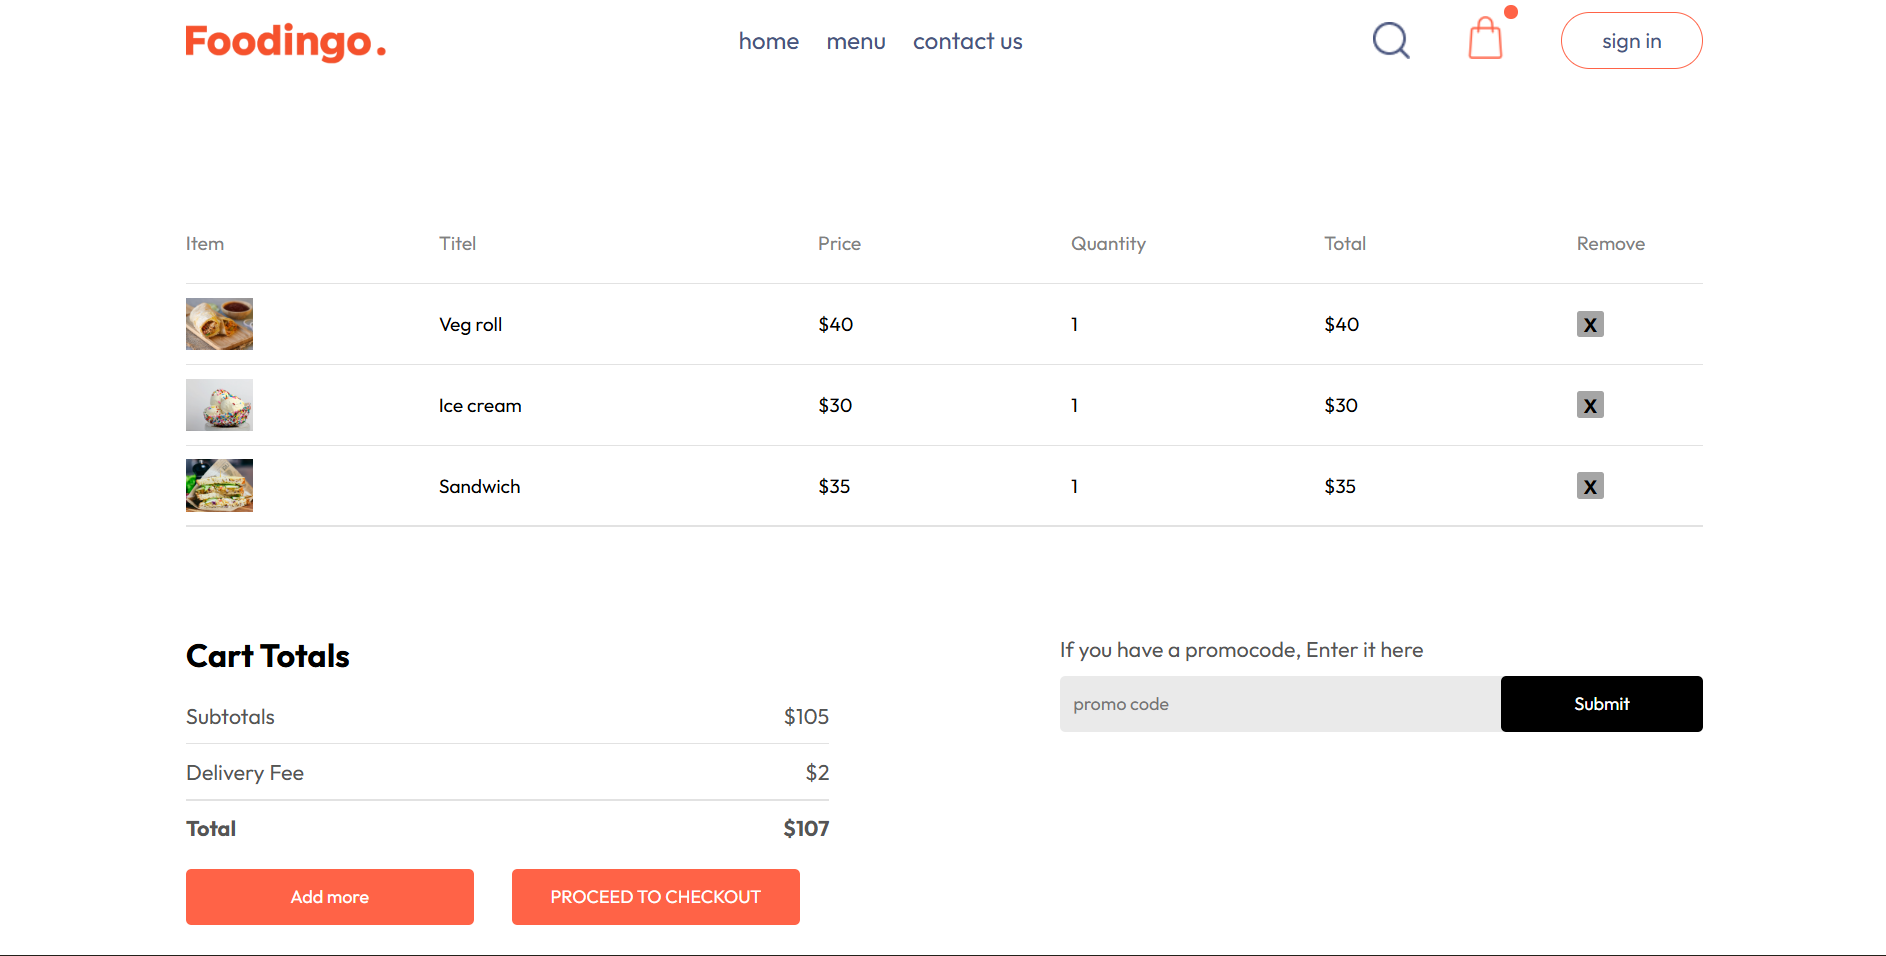 Foodingo.
home menu contact us
sign in
Item Titel Price Quantity Total Remove
Veg roll $40 1 $40 X
Ice cream $30 1 $30 X
Sandwich $35 1 $35 X
Cart Totals
Subtotals $105
Delivery Fee $2
Total $107
Add more PROCEED TO CHECKOUT
If you have a promocode, Enter it here
promo code Submit